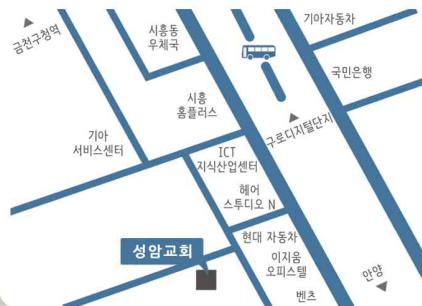 금천구청역
시흥동
우체국
기아자동차
국민은행
시흥
홈플러스
구로디지털단지
기아
서비스센터
ICT
지식산업센터
헤어
스투디오 N
현대 자동차
이지움
오피스텔
벤츠
안양
성암교회